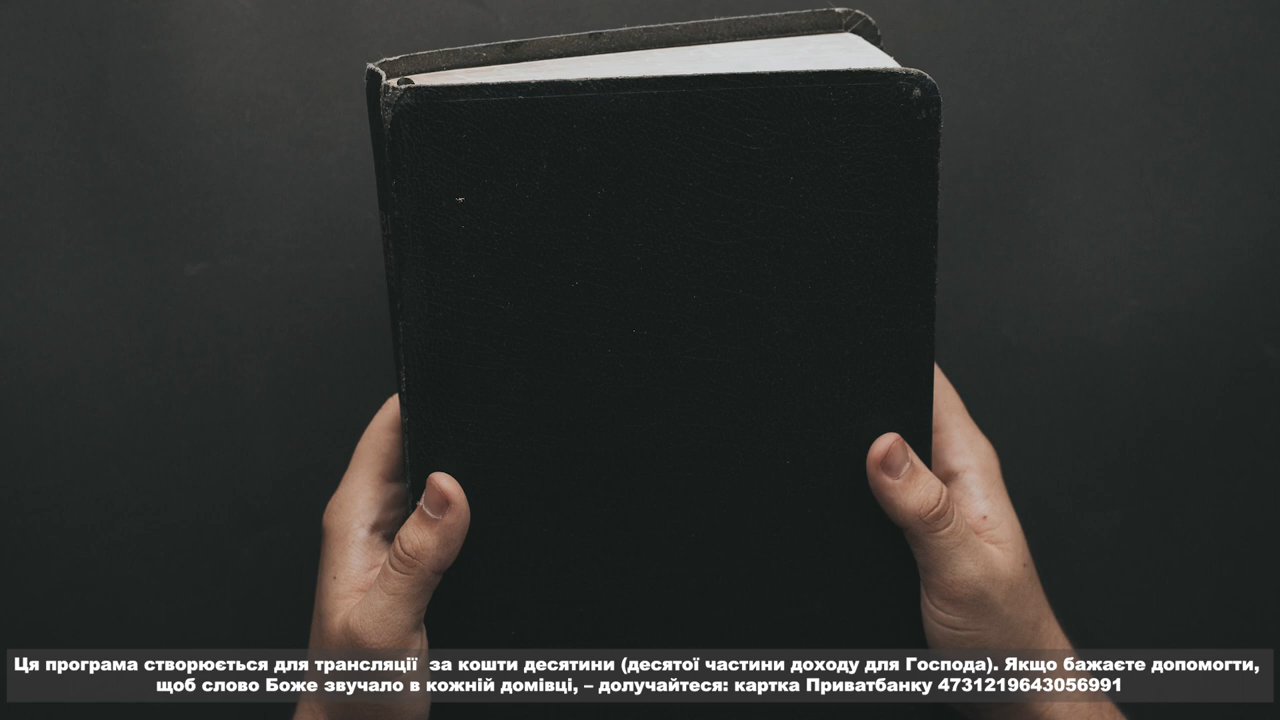 Ця програма створюється для трансляції  за кошти десятини (десятої частини доходу для Господа). Якщо бажаєте допомогти,
щоб слово Боже звучало в кожній домівці, – долучайтеся: картка Приватбанку 4731219643056991